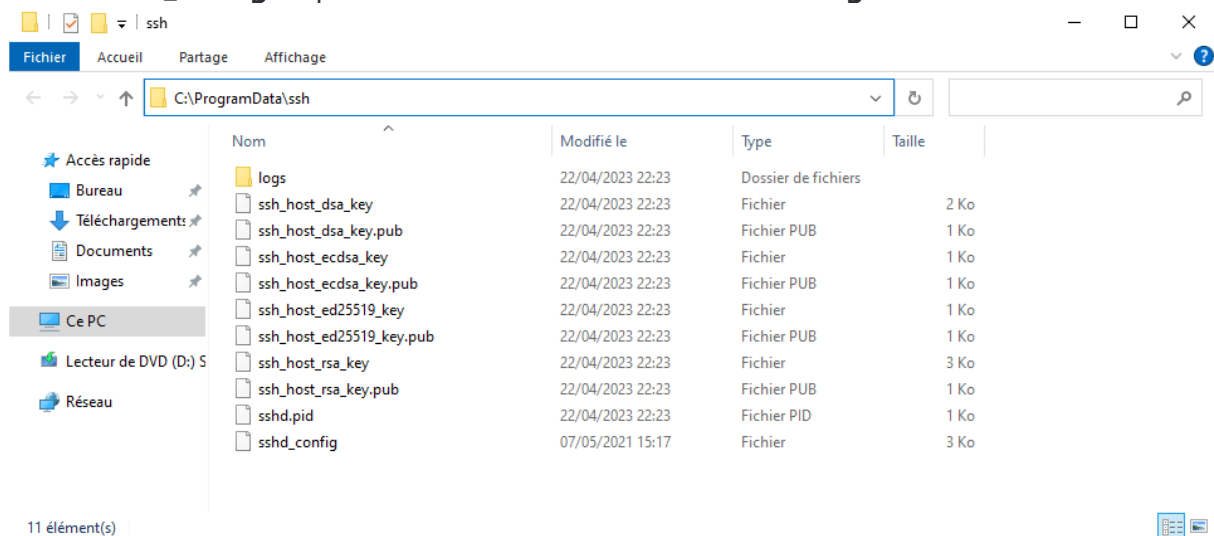 ssh
Fichier Accueil Partage Affichage
C:\ProgramData\ssh
Nom Modifié le Type Taille
Accès rapide
Bureau
Téléchargements
Documents
Images
Ce PC
Lecteur de DVD (D:) S
Réseau
logs 22/04/2023 22:23 Dossier de fichiers
ssh_host_dsa_key 22/04/2023 22:23 Fichier 2 Ko
ssh_host_dsa_key.pub 22/04/2023 22:23 Fichier PUB 1 Ko
ssh_host_ecdsa_key 22/04/2023 22:23 Fichier 1 Ko
ssh_host_ecdsa_key.pub 22/04/2023 22:23 Fichier PUB 1 Ko
ssh_host_ed25519_key 22/04/2023 22:23 Fichier 1 Ko
ssh_host_ed25519_key.pub 22/04/2023 22:23 Fichier PUB 1 Ko
ssh_host_rsa_key 22/04/2023 22:23 Fichier 3 Ko
ssh_host_rsa_key.pub 22/04/2023 22:23 Fichier PUB 1 Ko
sshd.pid 22/04/2023 22:23 Fichier PID 1 Ko
sshd_config 07/05/2021 15:17 Fichier 3 Ko
11 élément(s)